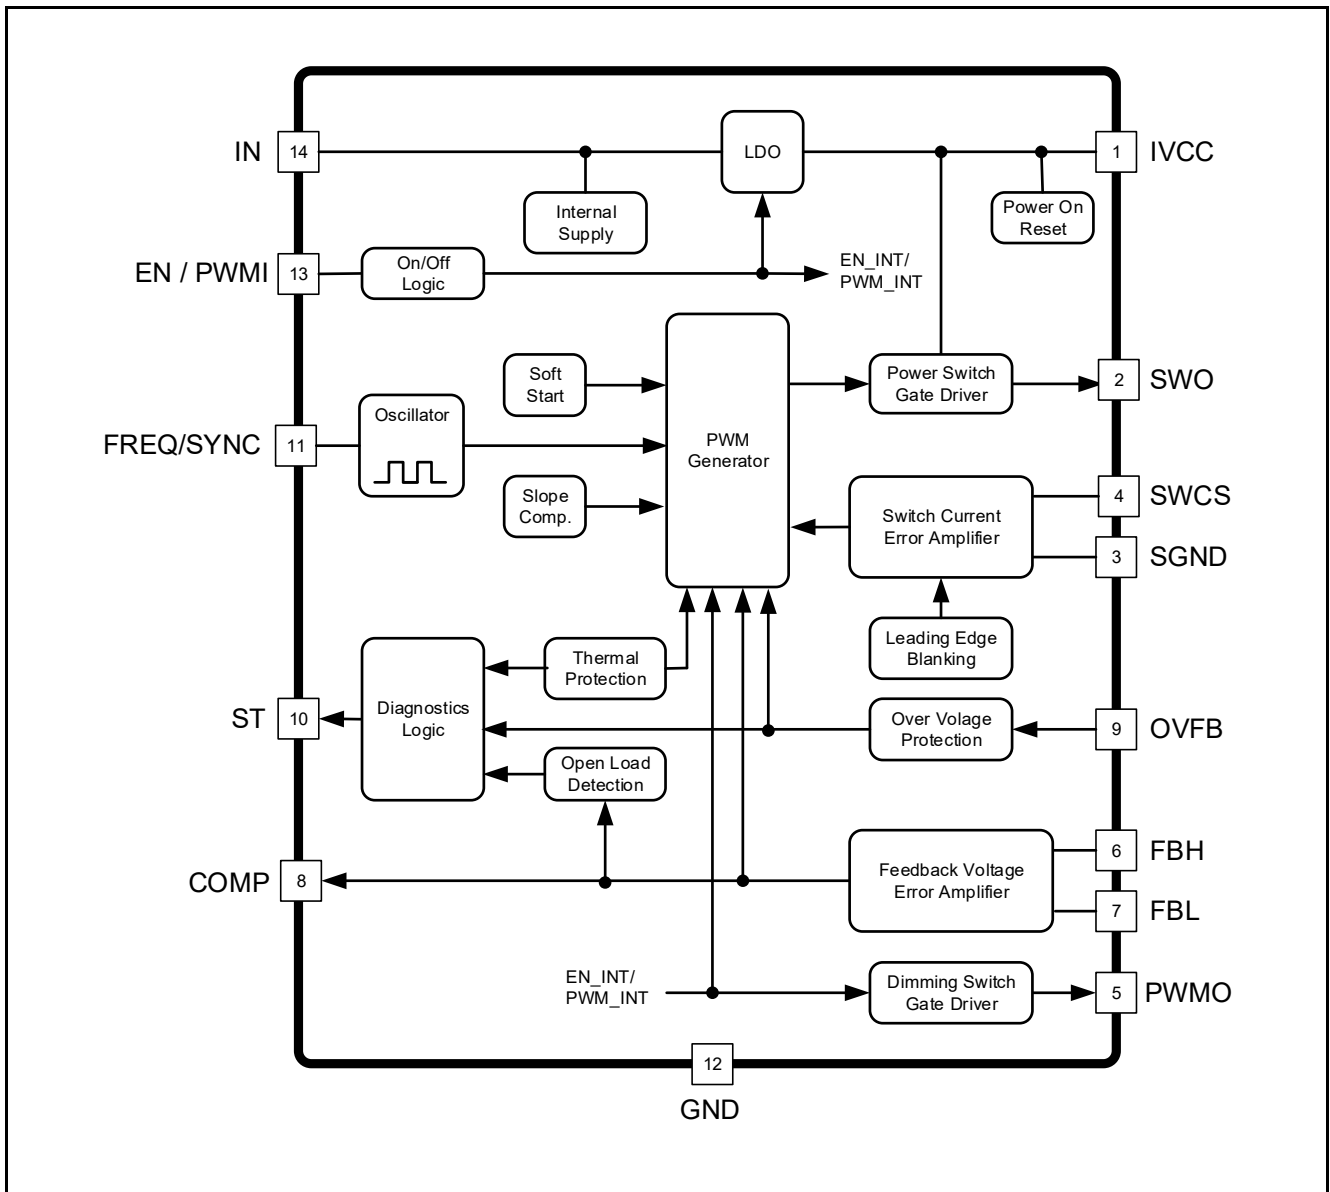 IN
14
LDO
1
IVCC
Internal
Supply
Power On
Reset
EN / PWMI
13
On/Off
Logic
EN_INT/
PWM_INT
Soft
Start
Power Switch
Gate Driver
2
SWO
Oscillator
FREQ/SYNC
11
PWM
Generator
Slope
Comp.
Switch Current
Error Amplifier
4
SWCS
3
SGND
Leading Edge
Blanking
Thermal
Protection
ST
10
Diagnostics
Logic
Over Volage
Protection
9
OVFB
Open Load
Detection
COMP
8
Feedback Voltage
Error Amplifier
6
FBH
7
FBL
EN_INT/
PWM_INT
Dimming Switch
Gate Driver
5
PWMO
12
GND